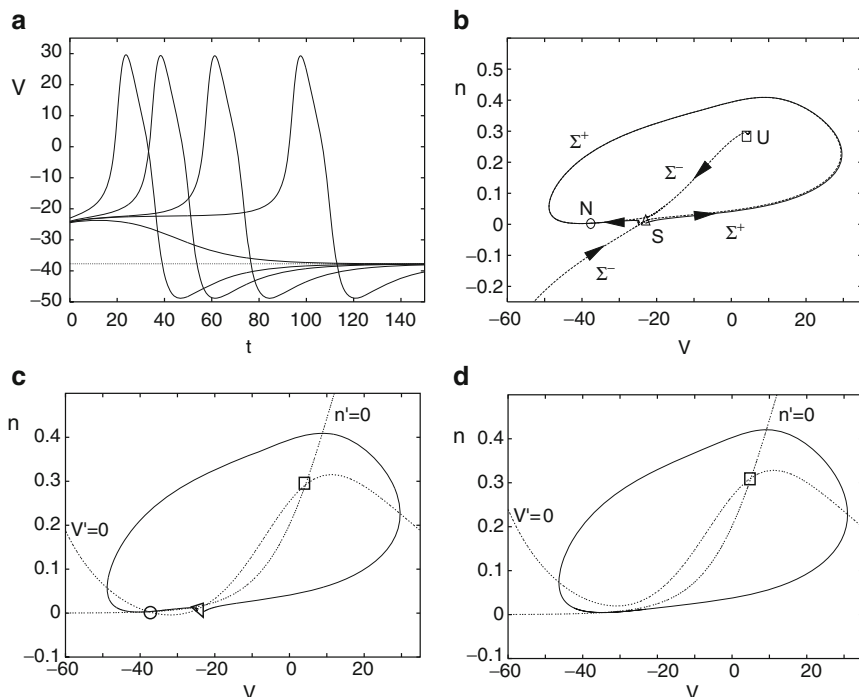 a
30
V
20
10
0
−10
−20
−30
−40
−50
0 20 40 60 80 100 120 140
t
b
n
0.5
0.4
0.3
0.2
0.1
0
−0.1
−0.2
Σ+
U
Σ−
N
S
Σ+
Σ−
−60 −40 −20 0 20
V
c
n
0.4
0.3
0.2
0.1
0
−0.1
n'=0
V'=0
−60 −40 −20 0 20
V
d
n
0.4
0.3
0.2
0.1
0
−0.1
n'=0
V'=0
−60 −40 −20 0 20
V